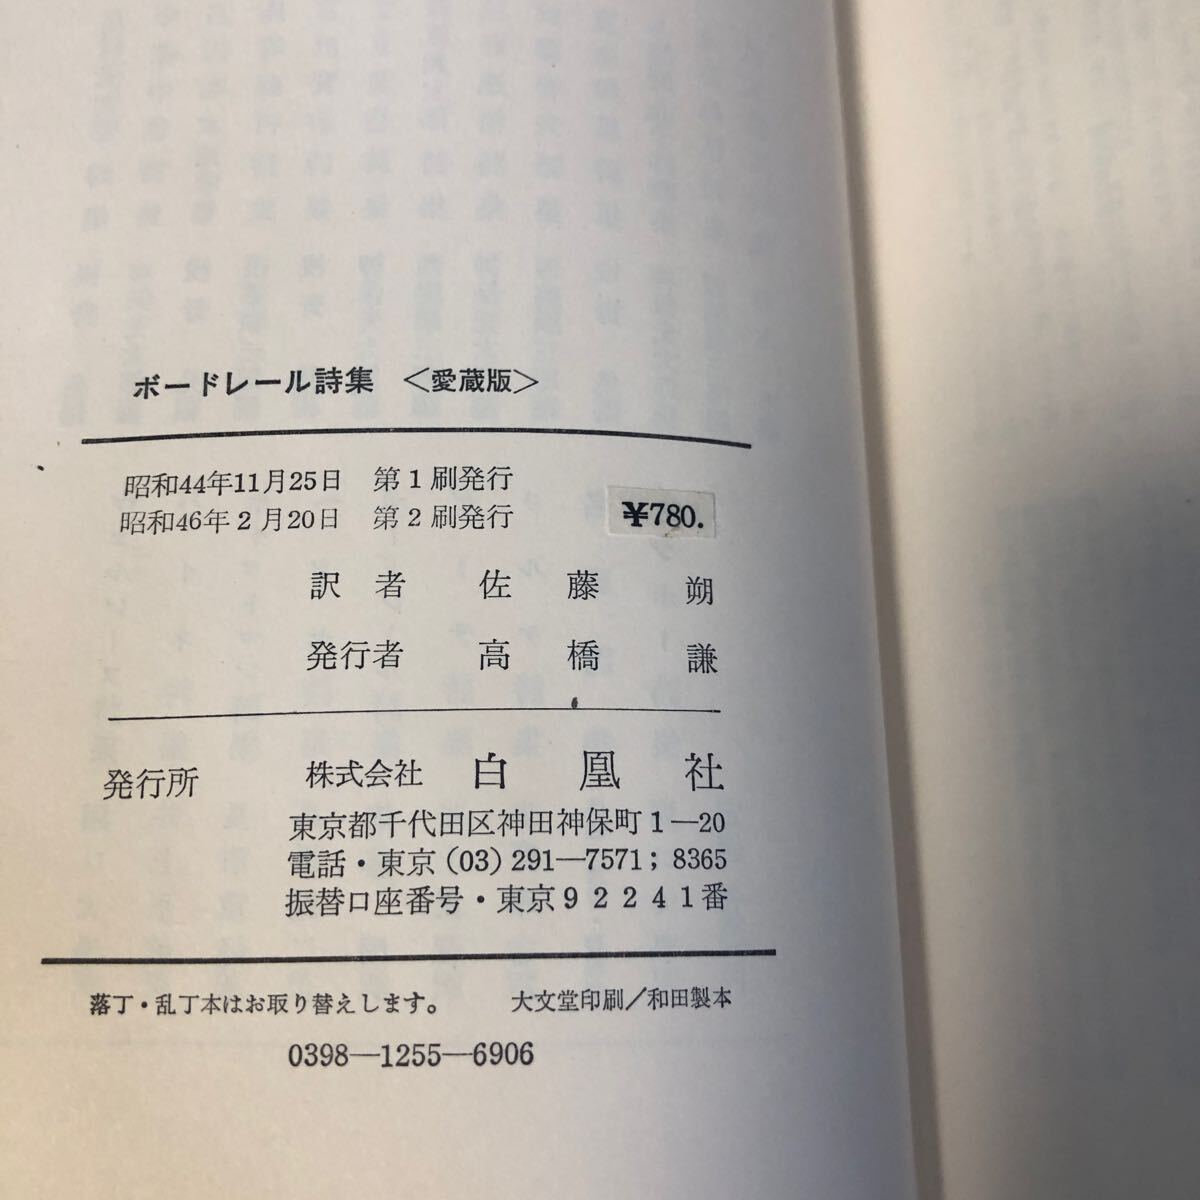 ボードレール詩集 〈愛蔵版〉
昭和44年11月25日 第1刷発行
昭和46年2月20日 第2刷発行
¥780.
訳者 佐藤朔
発行者 高橋謙
発行所 株式会社 白凰社
東京都千代田区神田神保町1―20
電話・東京(03)291―7571; 8365
振替口座番号・東京92241番
落丁・乱丁本はお取り替えします。 大文堂印刷/和田製本
0398―1255―6906